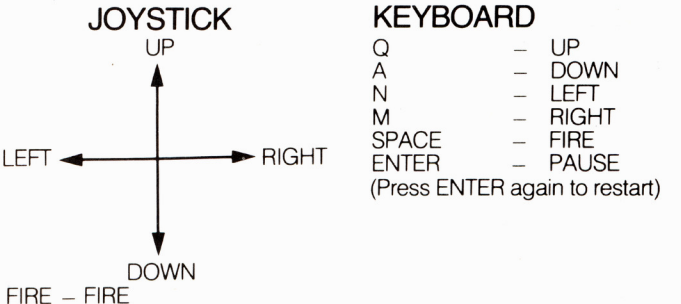 JOYSTICK
UP
LEFT RIGHT
DOWN
FIRE – FIRE
KEYBOARD
Q – UP
A – DOWN
N – LEFT
M – RIGHT
SPACE – FIRE
ENTER – PAUSE
(Press ENTER again to restart)